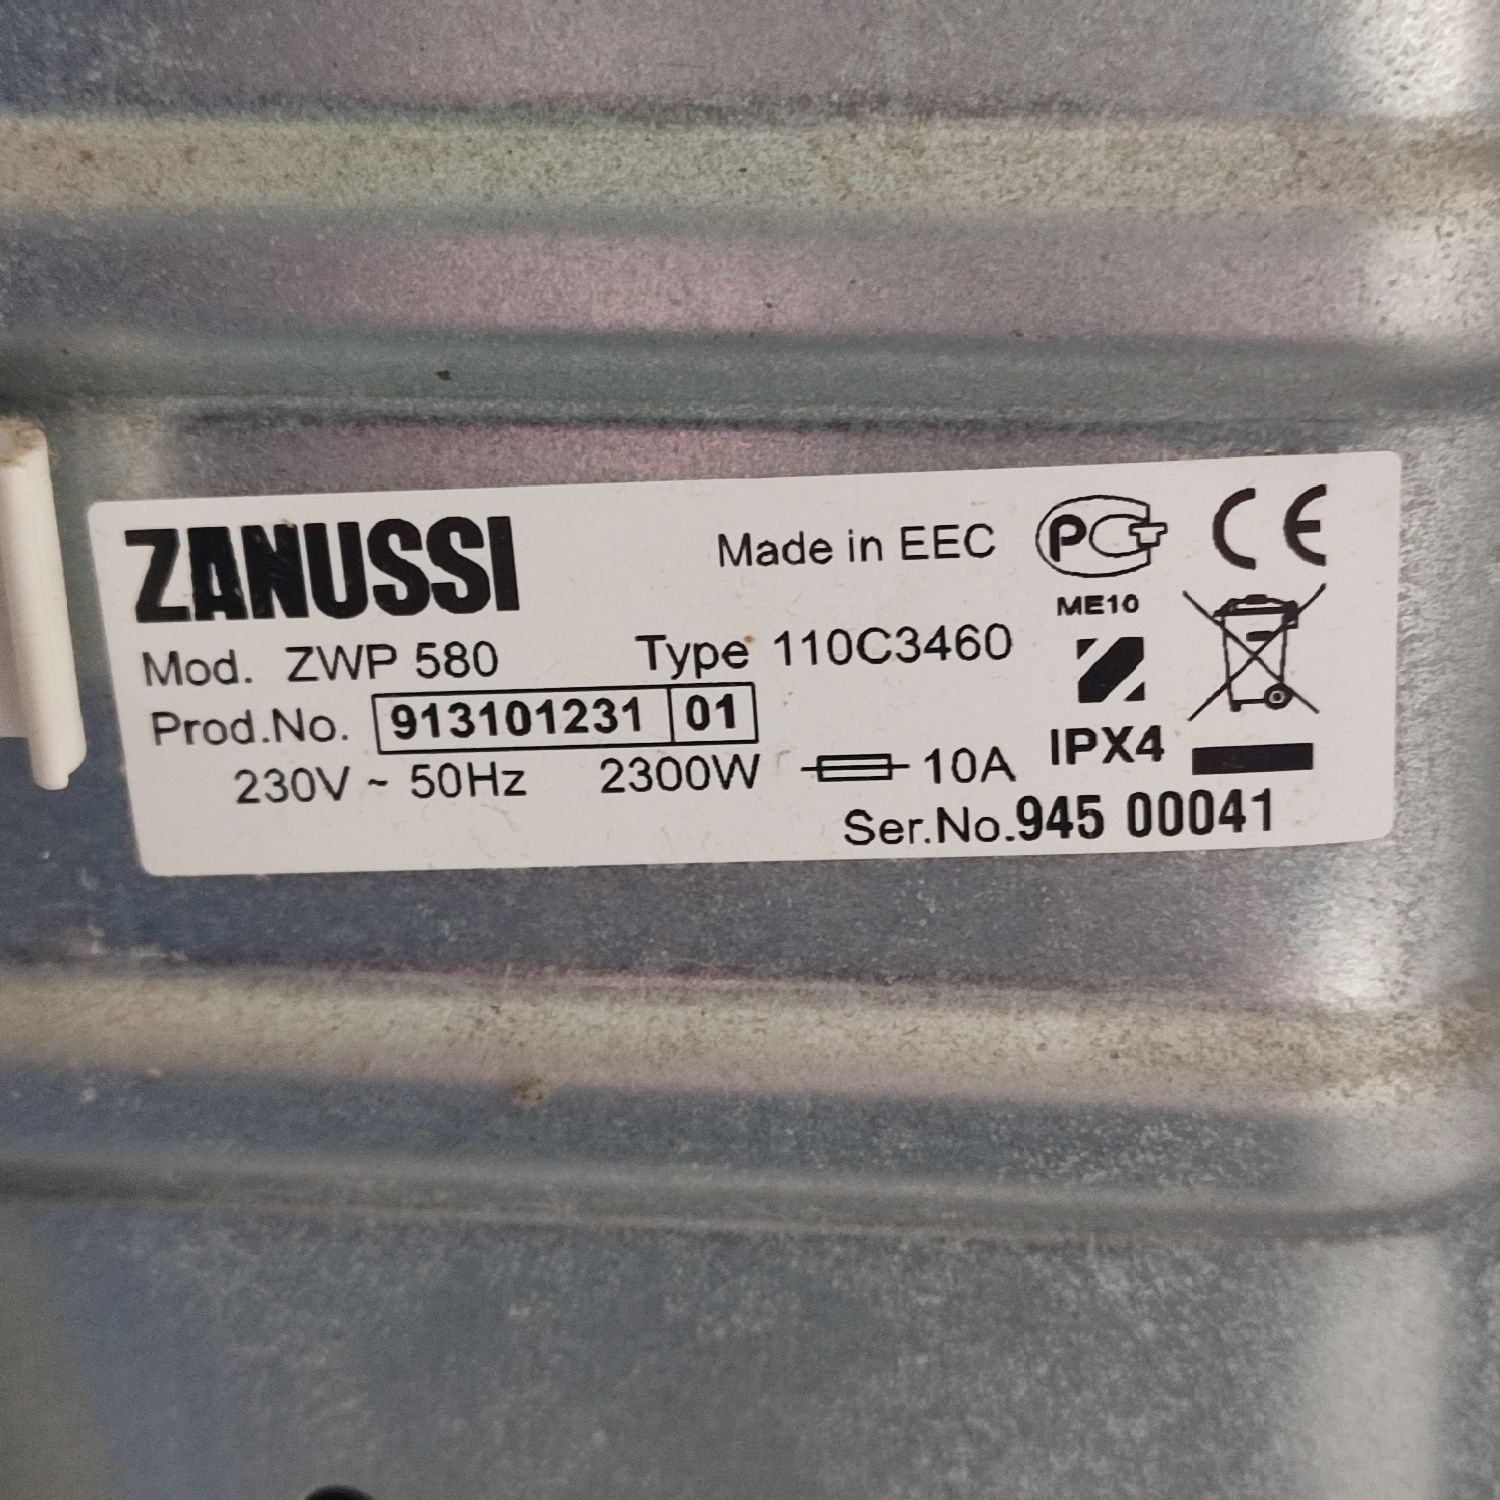 ZANUSSI
Made in EEC
PCT
CE
ME10
Mod. ZWP 580
Type 110C3460
Prod.No. 913101231 01
IPX4
230V ~ 50Hz 2300W 10A
Ser.No.945 00041